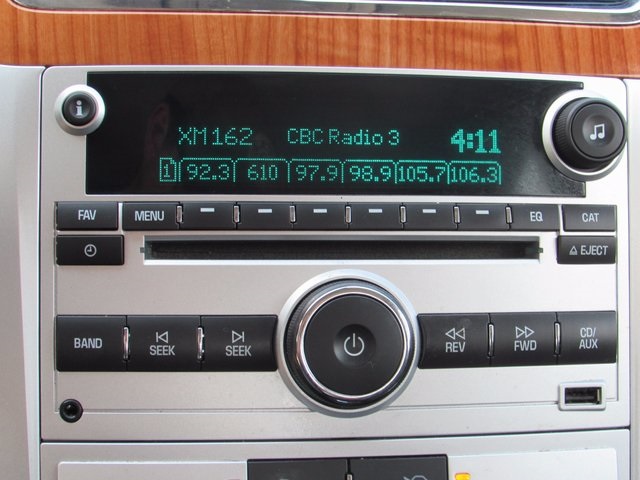 i
XM162 CBC Radio 3 4:11
1 92.3 610 97.9 98.9 105.7 106.3
FAV MENU EQ CAT
EJECT
BAND SEEK SEEK REV FWD CD/
AUX